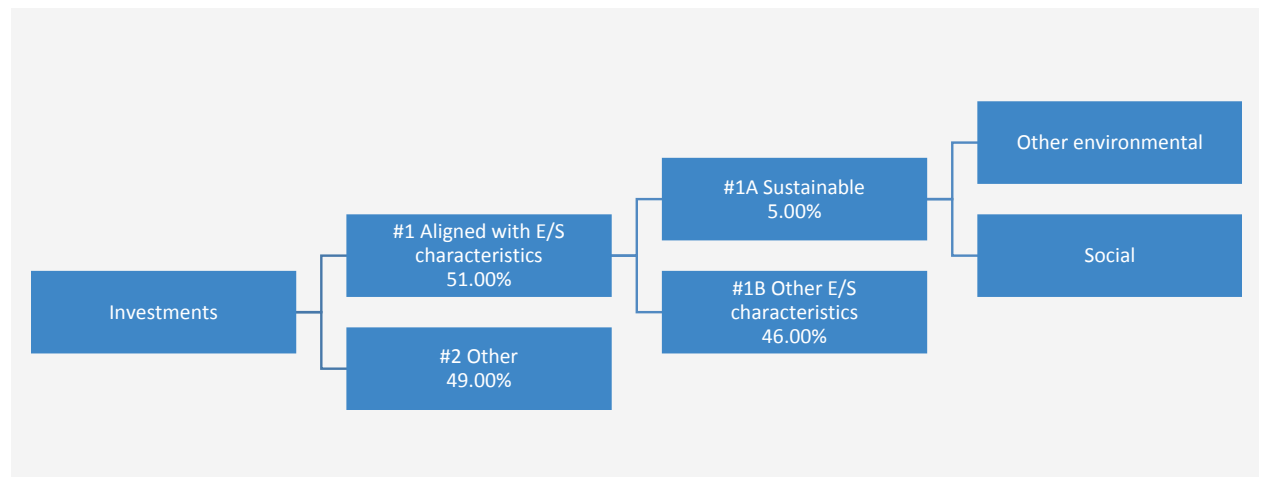 Investments
#1 Aligned with E/S
characteristics
51.00%
#2 Other
49.00%
#1A Sustainable
5.00%
#1B Other E/S
characteristics
46.00%
Other environmental
Social